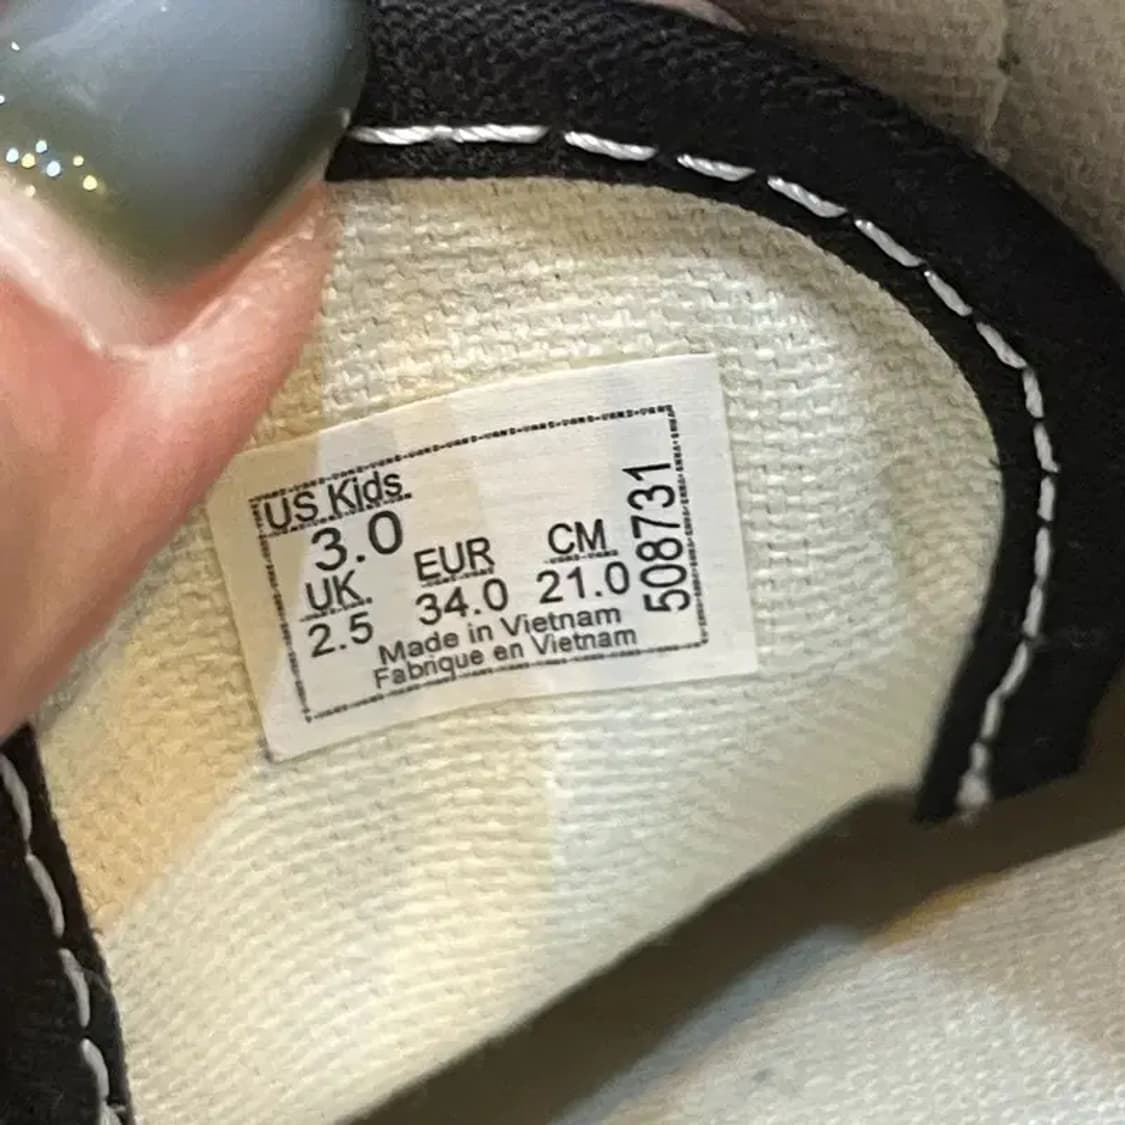 US Kids.
3.0
UK.
2.5
EUR
34.0
CM
21.0
Made in Vietnam
Fabrique en Vietnam
508731